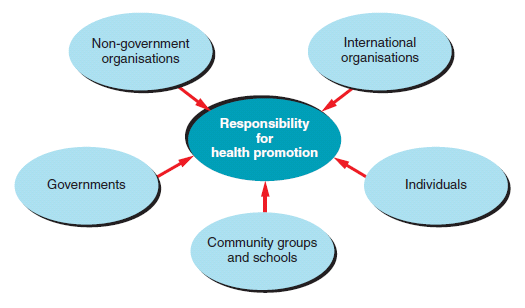 Non-government
organisations
International
organisations
Responsibility
for
health promotion
Governments
Individuals
Community groups
and schools